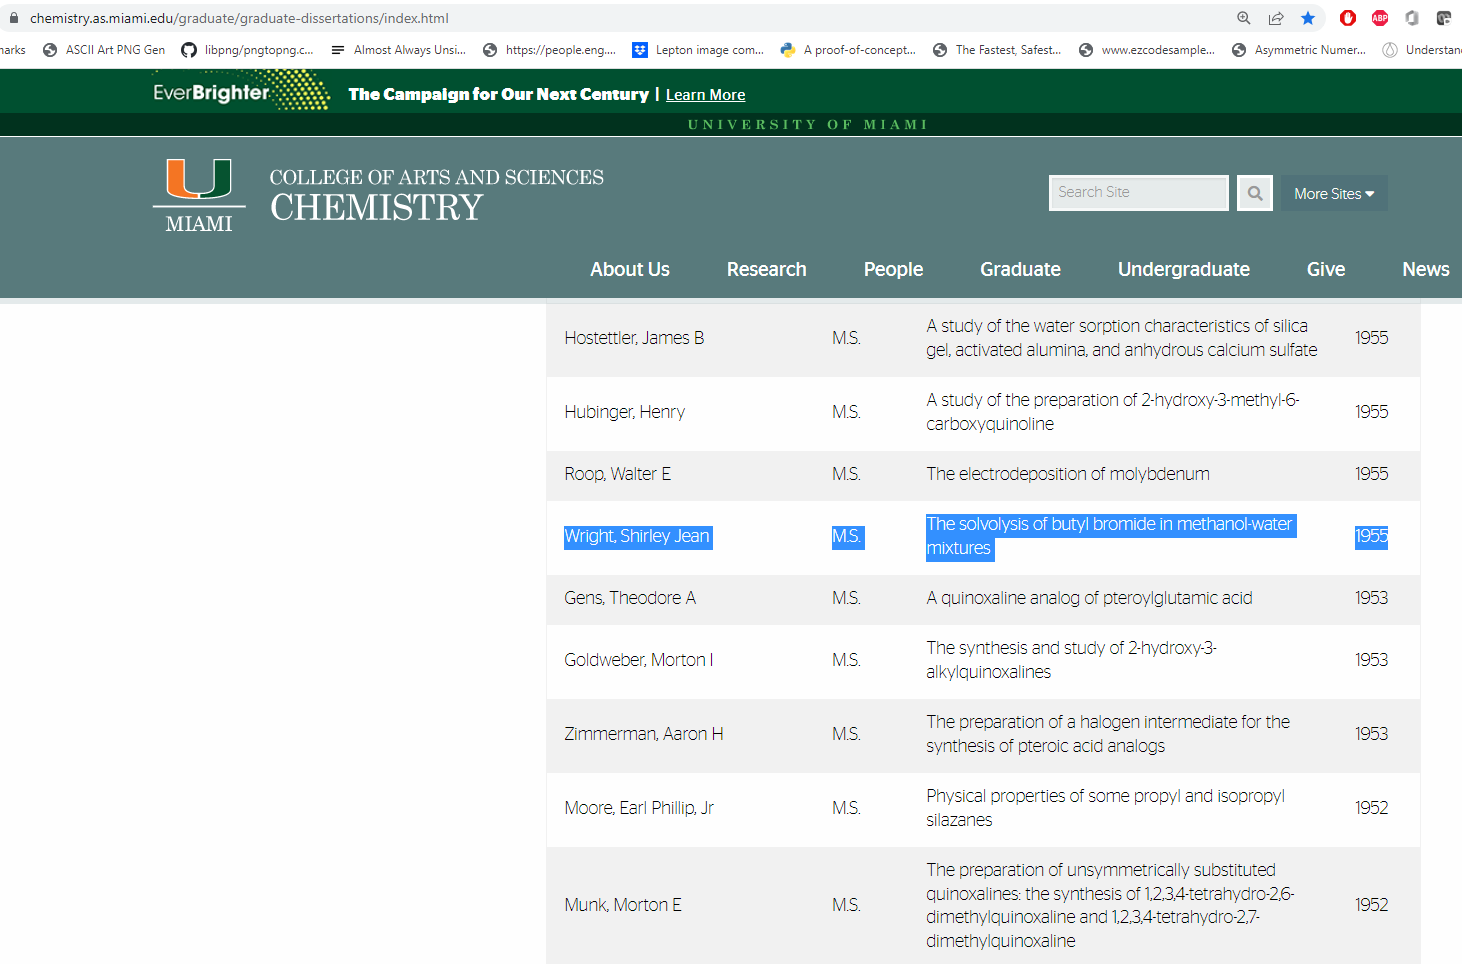 chemistry.as.miami.edu/graduate/graduate-dissertations/index.html
ABP
narks ASCII Art PNG Gen libpng/pngtopng.c... Almost Always Unsi... https://people.eng.... Lepton image com... A proof-of-concept... The Fastest, Safest... www.ezcodesample... Asymmetric Numer... Understan
EverBrighter The Campaign for Our Next Century | Learn More
UNIVERSITY OF MIAMI
COLLEGE OF ARTS AND SCIENCES
CHEMISTRY
MIAMI
Search Site
More Sites
About Us Research People Graduate Undergraduate Give News
Hostettler, James B M.S. A study of the water sorption characteristics of silica
gel, activated alumina, and anhydrous calcium sulfate 1955
Hubinger, Henry M.S. A study of the preparation of 2-hydroxy-3-methyl-6-
carboxyquinoline 1955
Roop, Walter E M.S. The electrodeposition of molybdenum 1955
Wright, Shirley Jean M.S. The solvolysis of butyl bromide in methanol-water
mixtures 1955
Gens, Theodore A M.S. A quinoxaline analog of pteroylglutamic acid 1953
Goldweber, Morton I M.S. The synthesis and study of 2-hydroxy-3-
alkylquinoxalines 1953
Zimmerman, Aaron H M.S. The preparation of a halogen intermediate for the
synthesis of pteroic acid analogs 1953
Moore, Earl Phillip, Jr M.S. Physical properties of some propyl and isopropyl
silazanes 1952
Munk, Morton E M.S. The preparation of unsymmetrically substituted
quinoxalines: the synthesis of 1,2,3,4-tetrahydro-2,6-
dimethylquinoxaline and 1,2,3,4-tetrahydro-2,7-
dimethylquinoxaline 1952